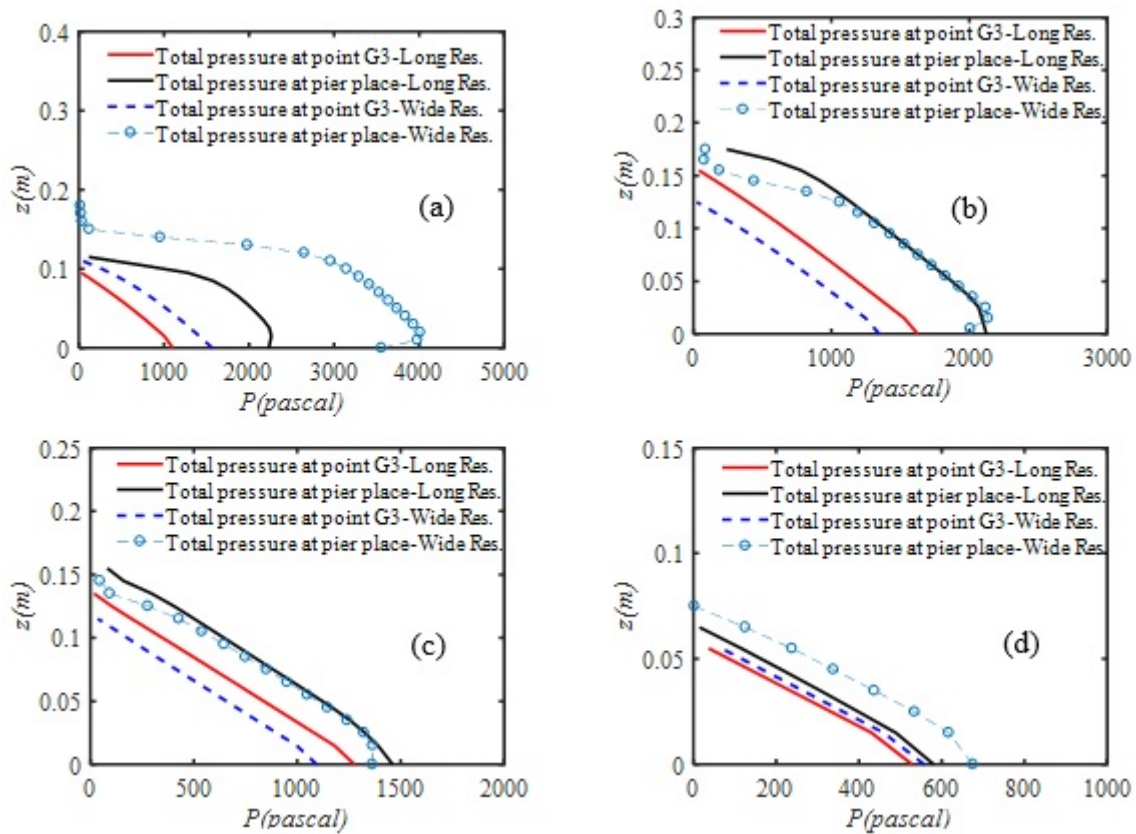 0.4
Total pressure at point G3-Long Res.
Total pressure at pier place-Long Res.
0.3
Total pressure at point G3-Wide Res.
Total pressure at pier place-Wide Res.
z(m)
0.2
(a)
0.1
0
0 1000 2000 3000 4000 5000
P(pascal)
0.3
Total pressure at point G3-Long Res.
0.25
Total pressure at pier place-Long Res.
Total pressure at point G3-Wide Res.
0.2
Total pressure at pier place-Wide Res.
z(m)
0.15
(b)
0.1
0.05
0
0 1000 2000 3000
P(pascal)
0.25
Total pressure at point G3-Long Res.
Total pressure at pier place-Long Res.
0.2
Total pressure at point G3-Wide Res.
Total pressure at pier place-Wide Res.
z(m)
0.15
0.1
(c)
0.05
0
0 500 1000 1500 2000
P(pascal)
0.15
Total pressure at point G3-Long Res.
Total pressure at pier place-Long Res.
Total pressure at point G3-Wide Res.
0.1
Total pressure at pier place-Wide Res.
z(m)
0.05
(d)
0
0 200 400 600 800 1000
P(pascal)